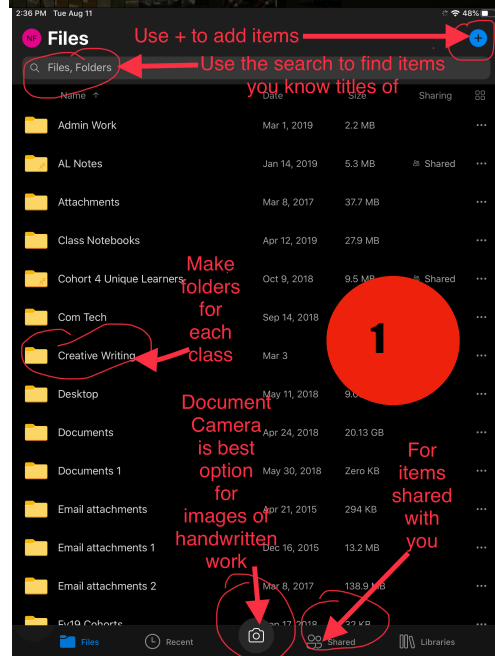 2:36 PM Tue Aug 11 48%
NF Files Use + to add items +
Files, Folders Use the search to find items
you know titles of
Name ↑ Date Size Sharing
Admin Work Mar 1, 2019 2.2 MB
AL Notes Jan 14, 2019 5.3 MB Shared
Attachments Mar 8, 2017 37.7 MB
Class Notebooks Apr 12, 2019 27.9 MB
Make
Cohort 4 Unique Learners Oct 9, 2018 9.5 MB Shared
folders
for
Com Tech Sep 14, 2018
each
1
Creative Writing class Mar 3
Desktop May 11, 2018
Document
Camera
Documents Apr 24, 2018 20.13 GB
is best
For
Documents 1 option May 30, 2018 Zero KB items
for
shared
Email attachments Apr 21, 2015 294 KB
images of
with
handwritten
you
Email attachments 1 Dec 16, 2015 13.2 MB
work
Email attachments 2 Mar 8, 2017 138.9 MB
Fy19 Cohorts Jan 17, 2018 32 KB
Files Recent Shared Libraries